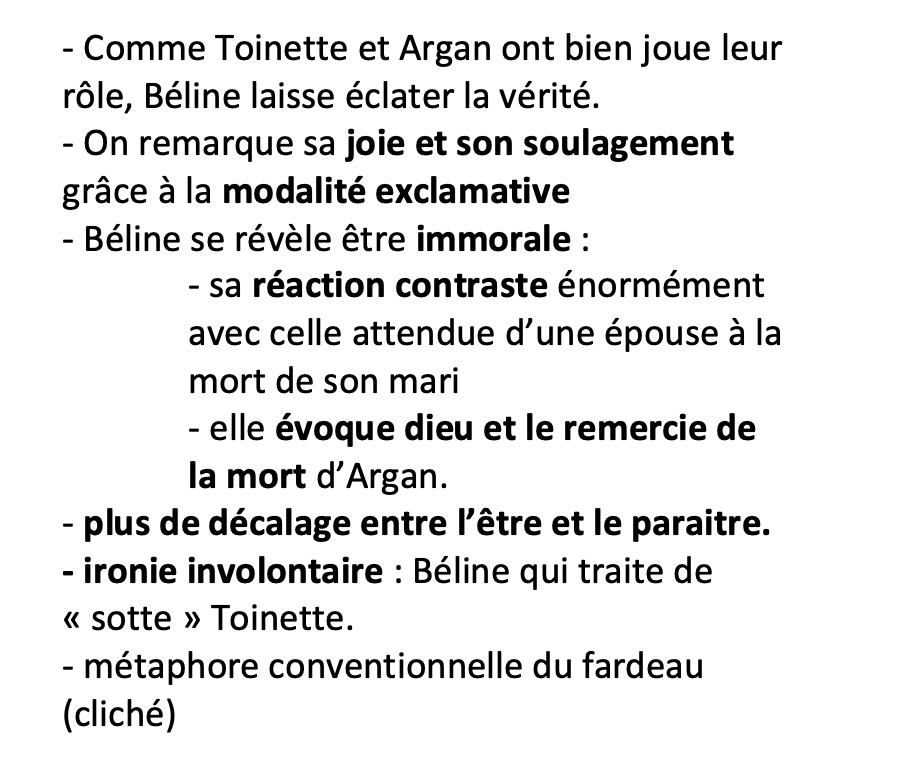 - Comme Toinette et Argan ont bien joue leur
rôle, Béline laisse éclater la vérité.
- On remarque sa joie et son soulagement
grâce à la modalité exclamative
- Béline se révèle être immorale :
- sa réaction contraste énormément
avec celle attendue d’une épouse à la
mort de son mari
- elle évoque dieu et le remercie de
la mort d’Argan.
- plus de décalage entre l’être et le paraitre.
- ironie involontaire : Béline qui traite de
« sotte » Toinette.
- métaphore conventionnelle du fardeau
(cliché)